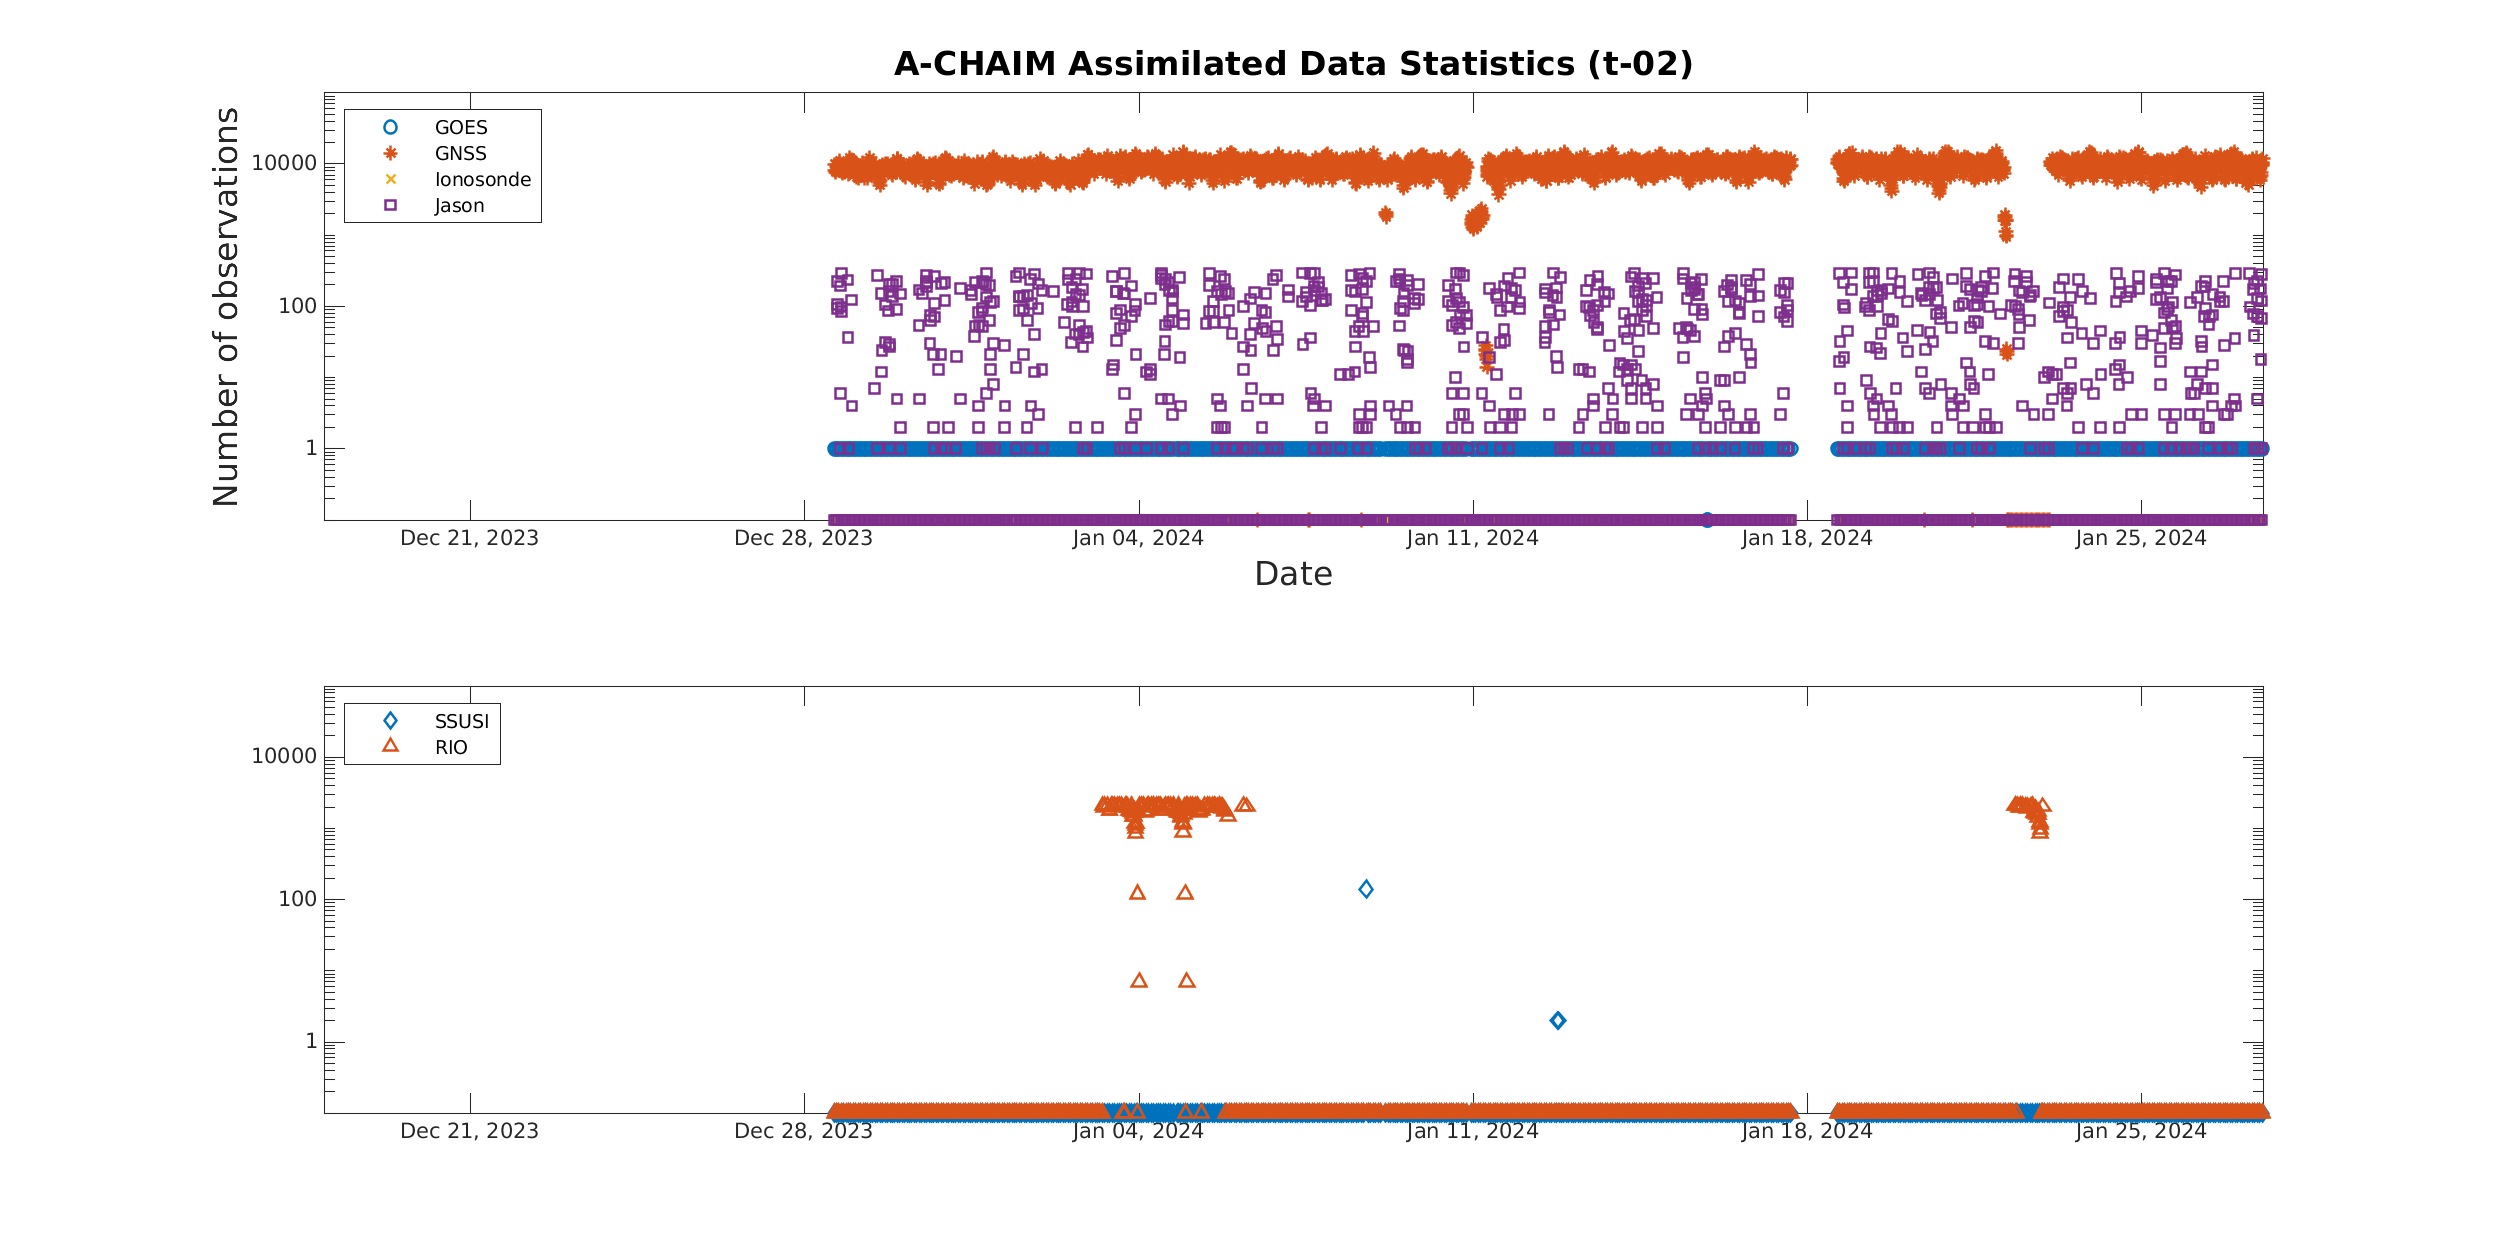 A-CHAIM Assimilated Data Statistics (t-02)
Number of observations
10000
100
1
GOES
GNSS
Ionosonde
Jason
Dec 21, 2023
Dec 28, 2023
Jan 04, 2024
Jan 11, 2024
Jan 18, 2024
Jan 25, 2024
Date
10000
100
1
SSUSI
RIO
Dec 21, 2023
Dec 28, 2023
Jan 04, 2024
Jan 11, 2024
Jan 18, 2024
Jan 25, 2024